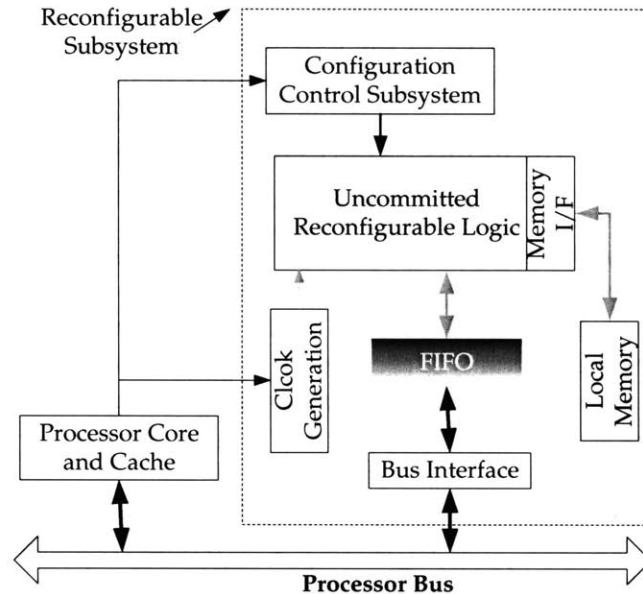 Reconfigurable
Subsystem
Configuration
Control Subsystem
Uncommitted
Reconfigurable Logic
Memory
I/F
Clcok
Generation
FIFO
Local
Memory
Processor Core
and Cache
Bus Interface
Processor Bus